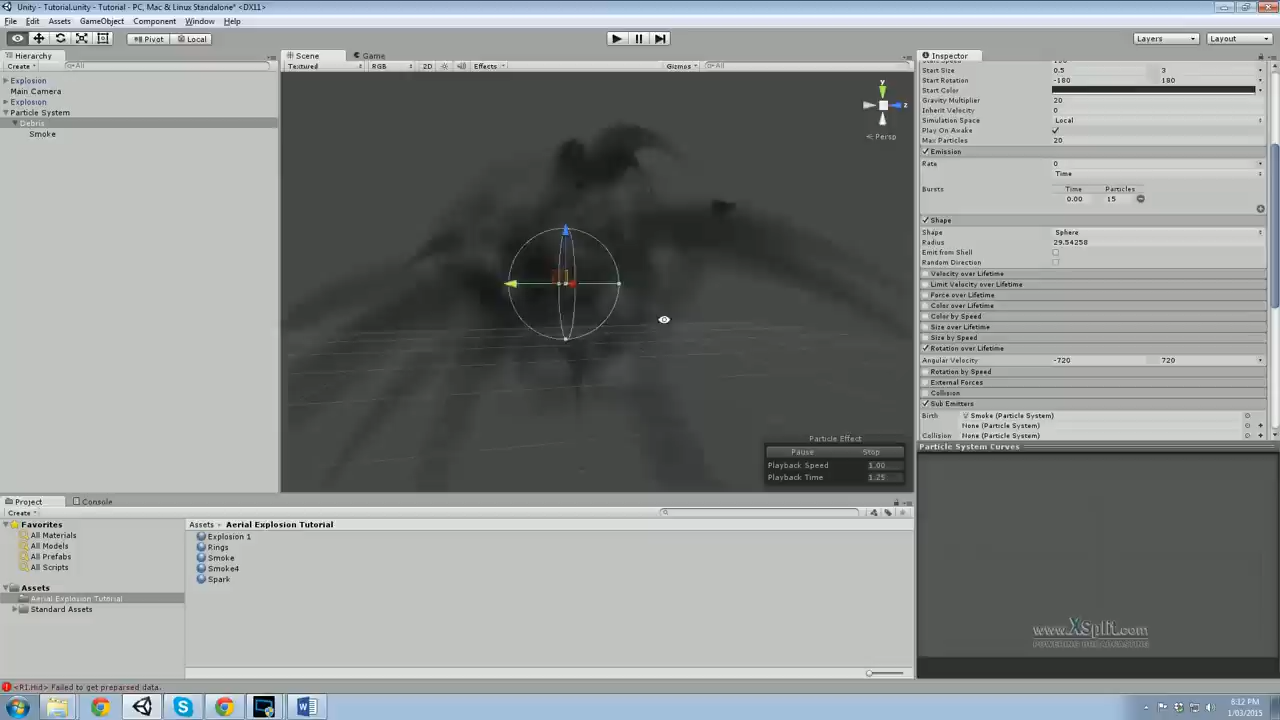 Unity - Tutorial.unity - Tutorial - PC, Mac & Linux Standalone* <DX11>
File Edit Assets GameObject Component Window Help
Pivot Local Layers Layout
Hierarchy
Create All
Explosion
Main Camera
Explosion
Particle System
Debris
Smoke
Scene Game
Textured RGB 2D Effects Gizmos All
y
z
Persp
Particle Effect
Pause Stop
Playback Speed 1.00
Playback Time 1.25
Inspector
Start Size 0.5 3
Start Rotation -180 180
Start Color
Gravity Multiplier 20
Inherit Velocity 0
Simulation Space Local
Play On Awake
Max Particles 20
Emission
Rate 0
Time
Bursts Time Particles
0.00 15
Shape
Shape Sphere
Radius 29.54258
Emit from Shell
Random Direction
Velocity over Lifetime
Limit Velocity over Lifetime
Force over Lifetime
Color over Lifetime
Color by Speed
Size over Lifetime
Size by Speed
Rotation over Lifetime
Angular Velocity -720 720
Rotation by Speed
External Forces
Collision
Sub Emitters
Birth Smoke (Particle System)
None (Particle System)
Collision None (Particle System)
Particle System Curves
www.XSplit.com
POWERING BROADCASTING
Project Console
Create
Favorites
All Materials
All Models
All Prefabs
All Scripts
Assets
Aerial Explosion Tutorial
Standard Assets
Assets Aerial Explosion Tutorial
Explosion 1
Rings
Smoke
Smoke4
Spark
<RI.Hid> Failed to get preparsed data.
8:32 PM
1/03/2015